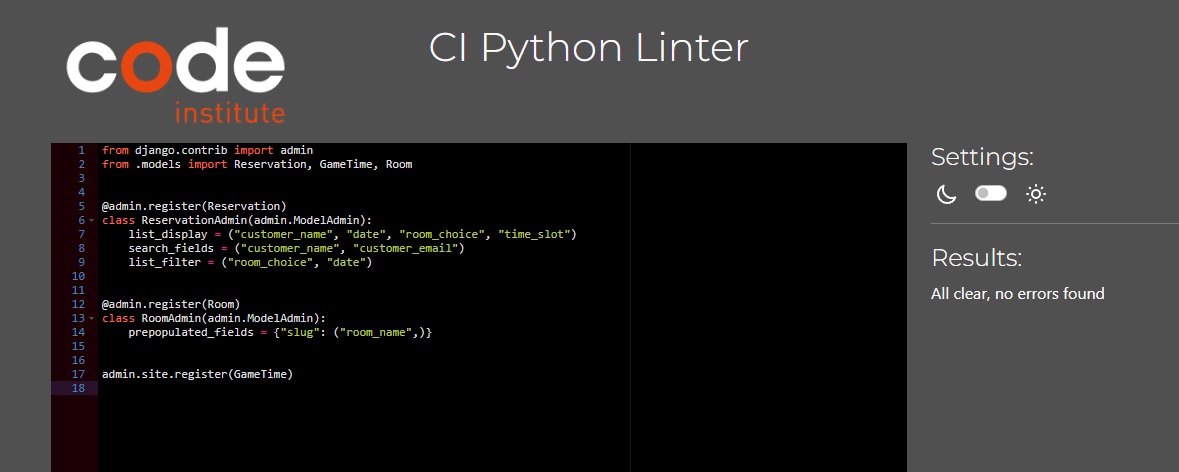 code
institute
CI Python Linter
1 from django.contrib import admin
2 from .models import Reservation, GameTime, Room
3
4
5 @admin.register(Reservation)
6 class ReservationAdmin(admin.ModelAdmin):
7     list_display = ("customer_name", "date", "room_choice", "time_slot")
8     search_fields = ("customer_name", "customer_email")
9     list_filter = ("room_choice", "date")
10
11
12 @admin.register(Room)
13 class RoomAdmin(admin.ModelAdmin):
14     prepopulated_fields = {"slug": ("room_name",)}
15
16
17 admin.site.register(GameTime)
18
Settings:
Results:
All clear, no errors found